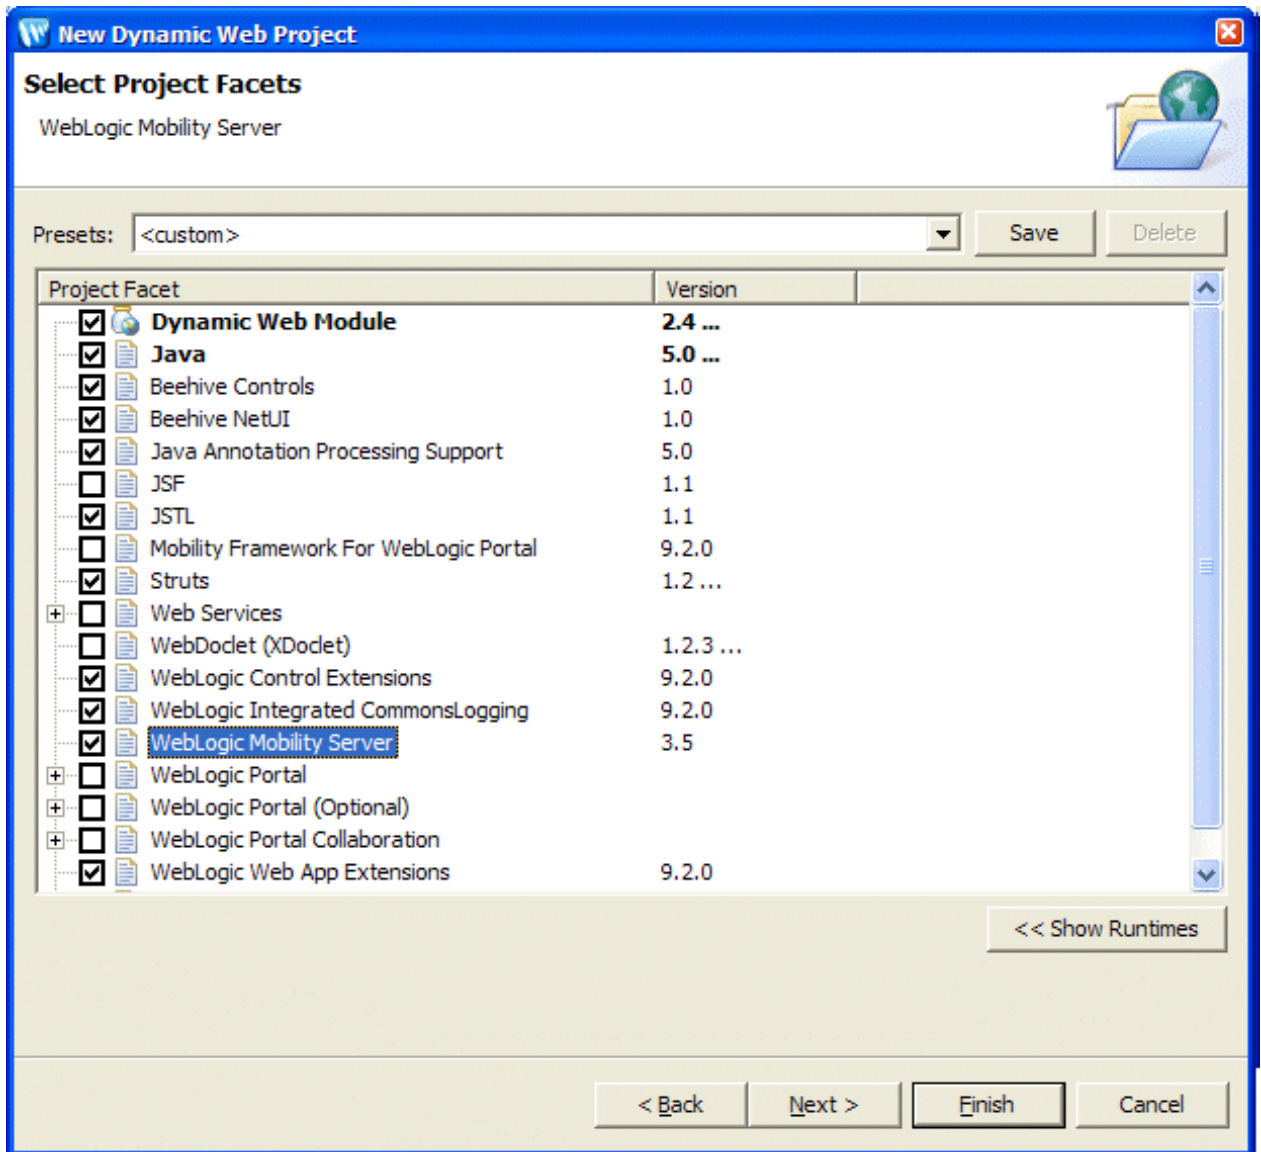 New Dynamic Web Project
Select Project Facets
WebLogic Mobility Server
Presets: <custom> Save Delete
Project Facet Version
Dynamic Web Module 2.4 ...
Java 5.0 ...
Beehive Controls 1.0
Beehive NetUI 1.0
Java Annotation Processing Support 5.0
JSF 1.1
JSTL 1.1
Mobility Framework For WebLogic Portal 9.2.0
Struts 1.2 ...
Web Services
WebDoclet (XDoclet) 1.2.3 ...
WebLogic Control Extensions 9.2.0
WebLogic Integrated CommonsLogging 9.2.0
WebLogic Mobility Server 3.5
WebLogic Portal
WebLogic Portal (Optional)
WebLogic Portal Collaboration
WebLogic Web App Extensions 9.2.0
<< Show Runtimes
< Back Next > Finish Cancel